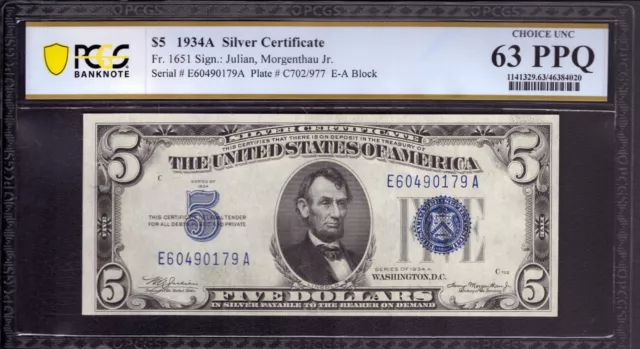 PCGS
BANKNOTE
$5 1934A Silver Certificate
Fr. 1651 Sign.: Julian, Morgenthau Jr.
Serial # E60490179A Plate # C702/977 E-A Block
CHOICE UNC
63 PPQ
1141329.63/46384020
SILVER CERTIFICATE
THIS CERTIFIES THAT THERE IS ON DEPOSIT IN THE TREASURY OF
THE UNITED STATES OF AMERICA
5
5
C
SERIES OF
1934
E60490179A
5
FIVE
THIS CERTIFICATE IS LEGAL TENDER
FOR ALL DEBTS PUBLIC AND PRIVATE
E60490179A
SERIES OF 1934 A
C702
WASHINGTON, D.C.
5
5
FIVE DOLLARS
IN SILVER PAYABLE TO THE BEARER ON DEMAND